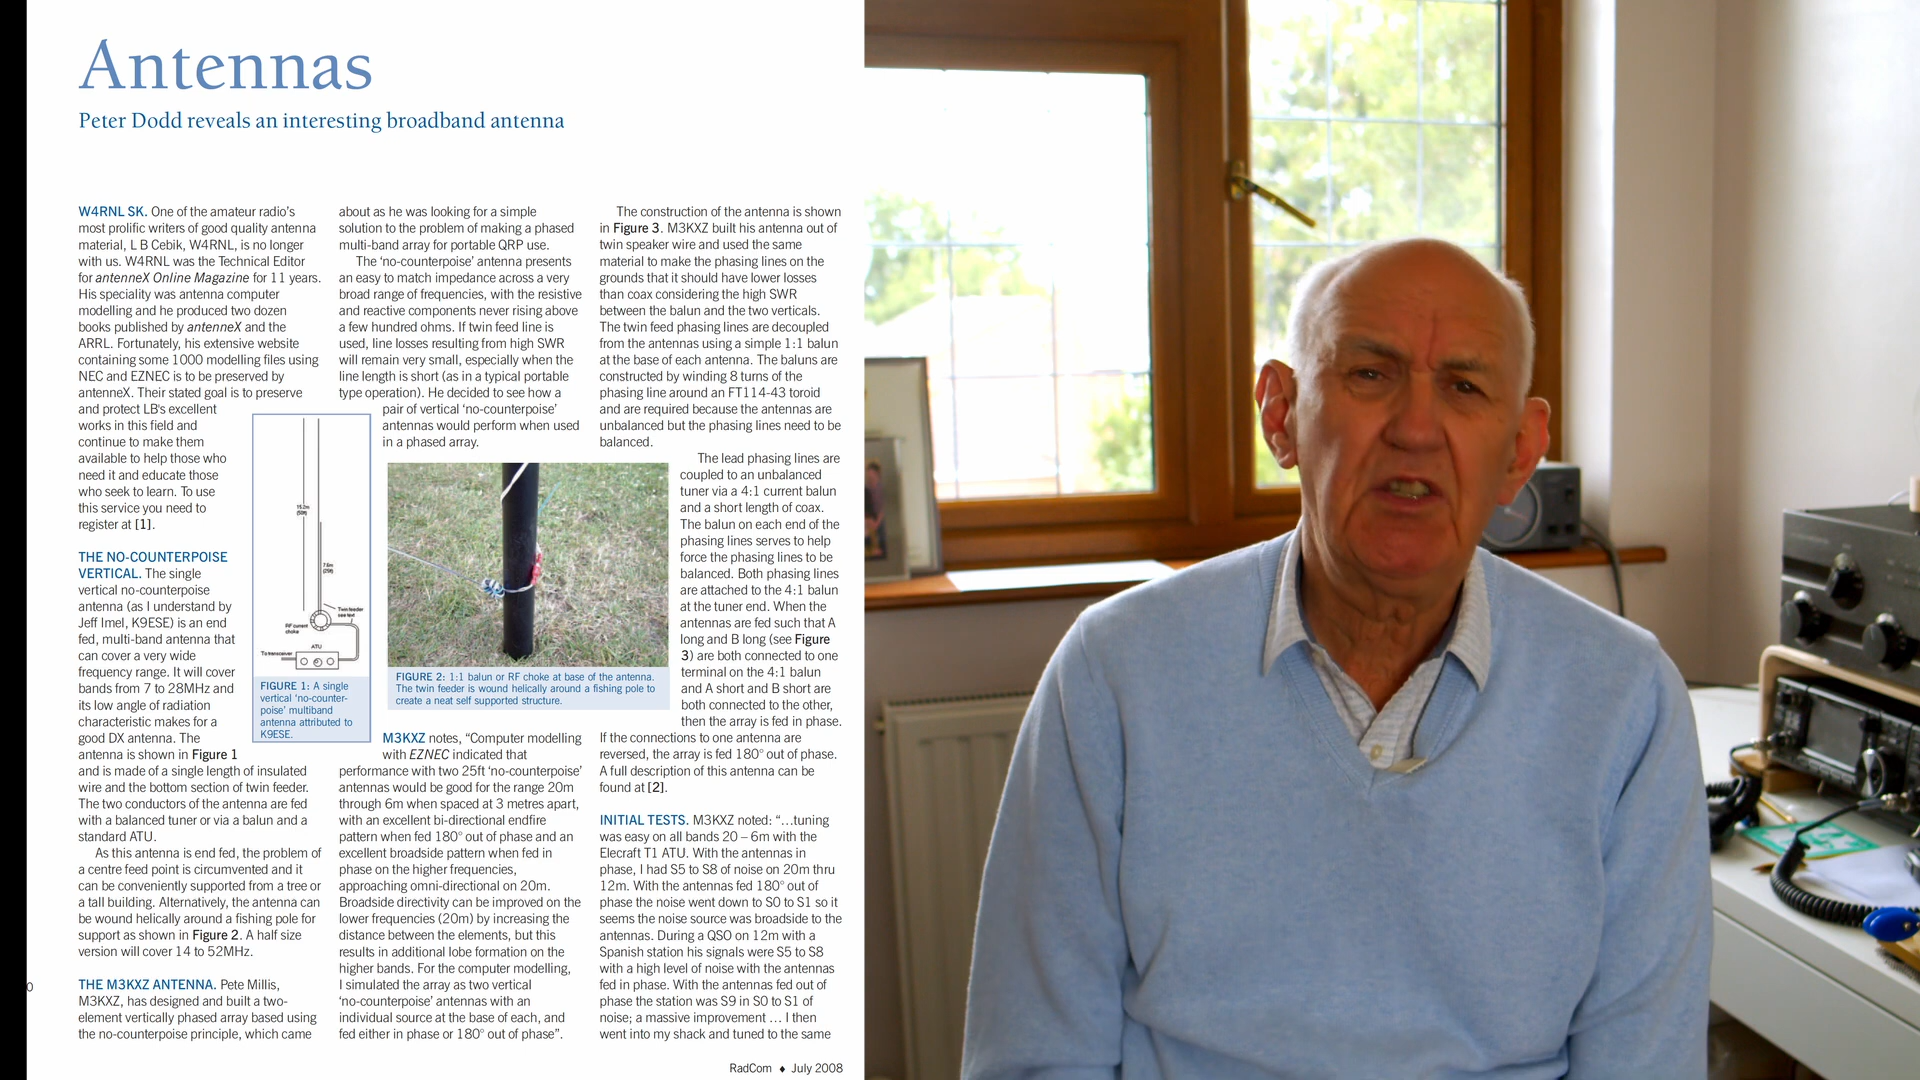 Antennas
Peter Dodd reveals an interesting broadband antenna
W4RNL SK. One of the amateur radio's
most prolific writers of good quality antenna
material, L B Cebik, W4RNL, is no longer
with us. W4RNL was the Technical Editor
for antenneX Online Magazine for 11 years.
His speciality was antenna computer
modelling and he produced two dozen
books published by antenneX and the
ARRL. Fortunately, his extensive website
containing some 1000 modelling files using
NEC and EZNEC is to be preserved by
antenneX. Their stated goal is to preserve
and protect LB's excellent
works in this field and
continue to make them
available to help those who
need it and educate those
who seek to learn. To use
this service you need to
register at [1].
THE NO-COUNTERPOISE
VERTICAL. The single
vertical no-counterpoise
antenna (as I understand by
Jeff Imel, K9ESE) is an end
fed, multi-band antenna that
can cover a very wide
frequency range. It will cover
bands from 7 to 28MHz and
its low angle of radiation
characteristic makes for a
good DX antenna. The
antenna is shown in Figure 1
and is made of a single length of insulated
wire and the bottom section of twin feeder.
The two conductors of the antenna are fed
with a balanced tuner or via a balun and a
standard ATU.
As this antenna is end fed, the problem of
a centre feed point is circumvented and it
can be conveniently supported from a tree or
a tall building. Alternatively, the antenna can
be wound helically around a fishing pole for
support as shown in Figure 2. A half size
version will cover 14 to 52MHz.
THE M3KXZ ANTENNA. Pete Millis,
M3KXZ, has designed and built a two-
element vertically phased array based using
the no-counterpoise principle, which came
15.2m
(50ft)
7.6m
(25ft)
Twin feeder
see text
RF current
choke
ATU
To transceiver
FIGURE 1: A single
vertical 'no-counter-
poise' multiband
antenna attributed to
K9ESE.
about as he was looking for a simple
solution to the problem of making a phased
multi-band array for portable QRP use.
The 'no-counterpoise' antenna presents
an easy to match impedance across a very
broad range of frequencies, with the resistive
and reactive components never rising above
a few hundred ohms. If twin feed line is
used, line losses resulting from high SWR
will remain very small, especially when the
line length is short (as in a typical portable
type operation). He decided to see how a
pair of vertical 'no-counterpoise'
antennas would perform when used
in a phased array.
FIGURE 2: 1:1 balun or RF choke at base of the antenna.
The twin feeder is wound helically around a fishing pole to
create a neat self supported structure.
M3KXZ notes, "Computer modelling
with EZNEC indicated that
performance with two 25ft 'no-counterpoise'
antennas would be good for the range 20m
through 6m when spaced at 3 metres apart,
with an excellent bi-directional endfire
pattern when fed 180° out of phase and an
excellent broadside pattern when fed in
phase on the higher frequencies,
approaching omni-directional on 20m.
Broadside directivity can be improved on the
lower frequencies (20m) by increasing the
distance between the elements, but this
results in additional lobe formation on the
higher bands. For the computer modelling,
I simulated the array as two vertical
'no-counterpoise' antennas with an
individual source at the base of each, and
fed either in phase or 180° out of phase".
The construction of the antenna is shown
in Figure 3. M3KXZ built his antenna out of
twin speaker wire and used the same
material to make the phasing lines on the
grounds that it should have lower losses
than coax considering the high SWR
between the balun and the two verticals.
The twin feed phasing lines are decoupled
from the antennas using a simple 1:1 balun
at the base of each antenna. The baluns are
constructed by winding 8 turns of the
phasing line around an FT114-43 toroid
and are required because the antennas are
unbalanced but the phasing lines need to be
balanced.
The lead phasing lines are
coupled to an unbalanced
tuner via a 4:1 current balun
and a short length of coax.
The balun on each end of the
phasing lines serves to help
force the phasing lines to be
balanced. Both phasing lines
are attached to the 4:1 balun
at the tuner end. When the
antennas are fed such that A
long and B long (see Figure
3) are both connected to one
terminal on the 4:1 balun
and A short and B short are
both connected to the other,
then the array is fed in phase.
If the connections to one antenna are
reversed, the array is fed 180° out of phase.
A full description of this antenna can be
found at [2].
INITIAL TESTS. M3KXZ noted: "...tuning
was easy on all bands 20 – 6m with the
Elecraft T1 ATU. With the antennas in
phase, I had S5 to S8 of noise on 20m thru
12m. With the antennas fed 180° out of
phase the noise went down to S0 to S1 so it
seems the noise source was broadside to the
antennas. During a QSO on 12m with a
Spanish station his signals were S5 to S8
with a high level of noise with the antennas
fed in phase. With the antennas fed out of
phase the station was S9 in S0 to S1 of
noise; a massive improvement ... I then
went into my shack and tuned to the same
0
RadCom ♦ July 2008